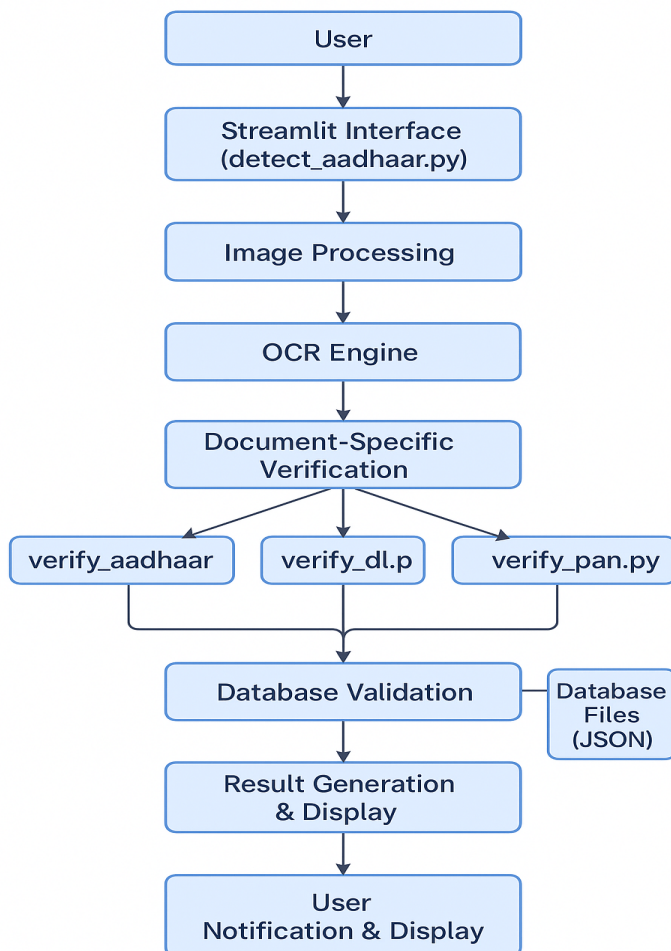 User
Streamlit Interface
(detect_aadhaar.py)
Image Processing
OCR Engine
Document-Specific
Verification
verify_aadhaar
verify_dl.p
verify_pan.py
Database Validation
Database
Files
(JSON)
Result Generation
& Display
User
Notification & Display